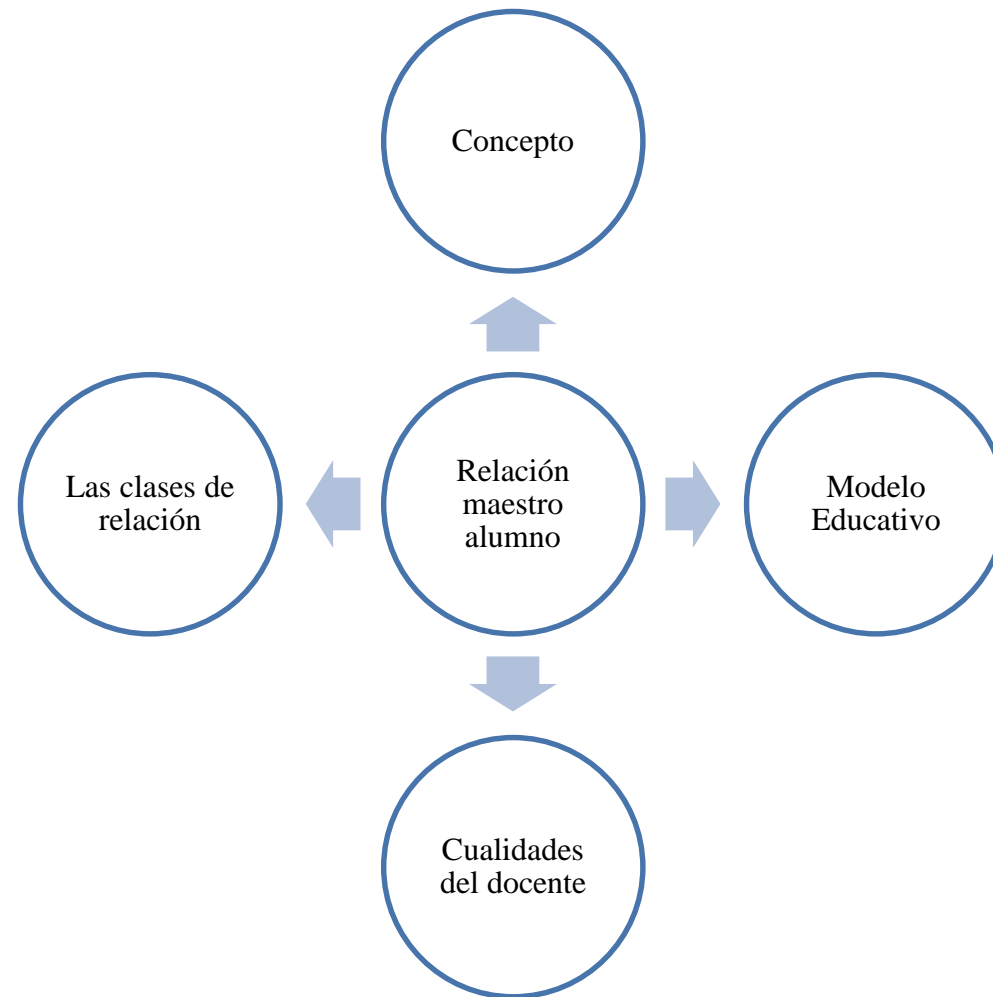 Concepto
Las clases de
relación
Relación
maestro
alumno
Modelo
Educativo
Cualidades
del docente